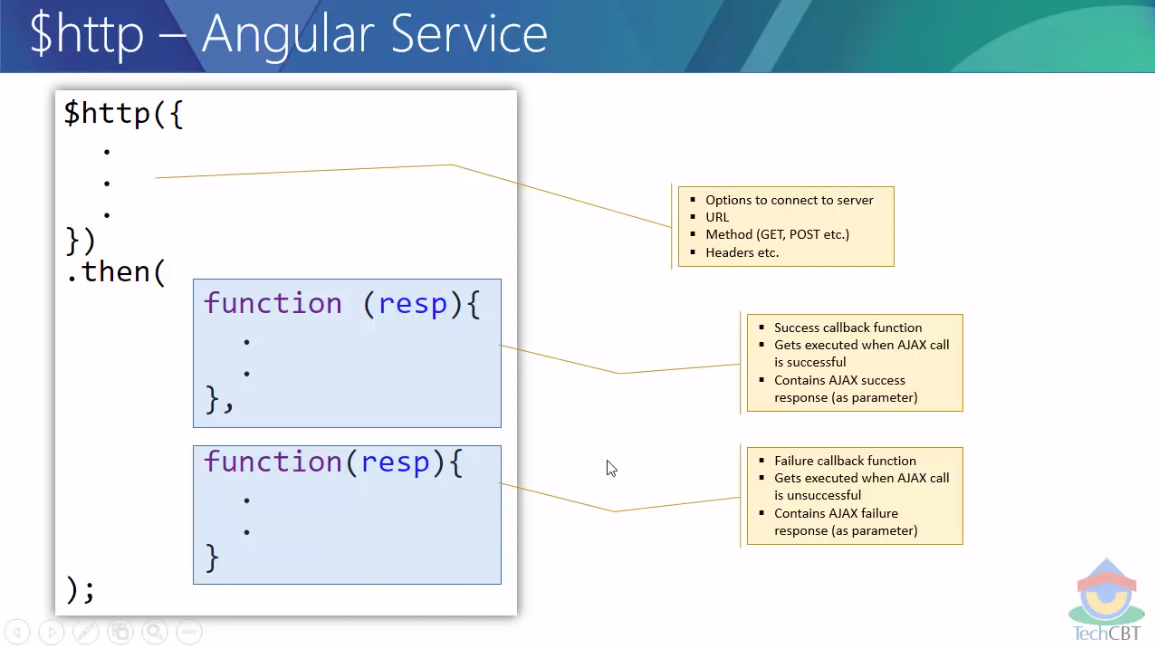 $http – Angular Service
$http({
.
.
.
})
.then(
function (resp){
.
.
},
function(resp){
.
.
}
);
▪ Options to connect to server
▪ URL
▪ Method (GET, POST etc.)
▪ Headers etc.
▪ Success callback function
▪ Gets executed when AJAX call
is successful
▪ Contains AJAX success
response (as parameter)
▪ Failure callback function
▪ Gets executed when AJAX call
is unsuccessful
▪ Contains AJAX failure
response (as parameter)
TechCBT